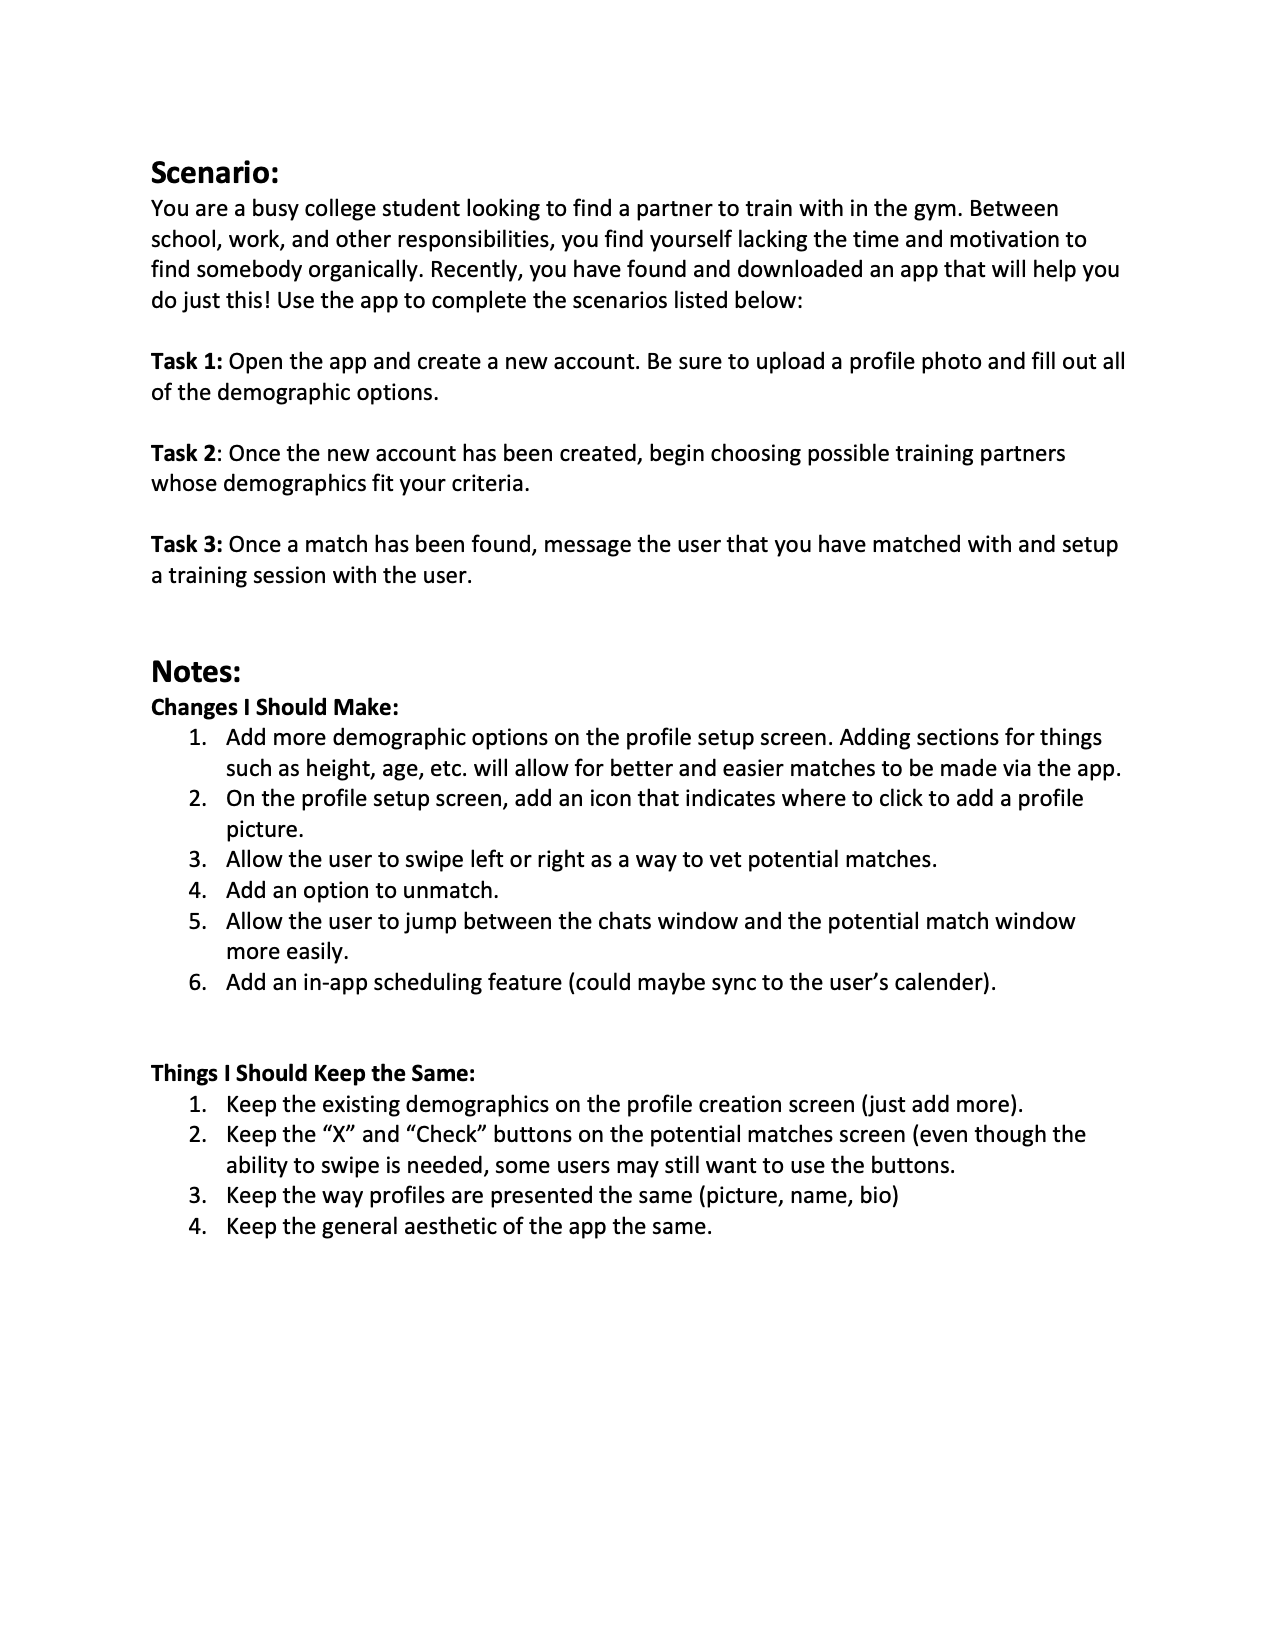 Scenario:
You are a busy college student looking to find a partner to train with in the gym. Between
school, work, and other responsibilities, you find yourself lacking the time and motivation to
find somebody organically. Recently, you have found and downloaded an app that will help you
do just this! Use the app to complete the scenarios listed below:
Task 1: Open the app and create a new account. Be sure to upload a profile photo and fill out all
of the demographic options.
Task 2: Once the new account has been created, begin choosing possible training partners
whose demographics fit your criteria.
Task 3: Once a match has been found, message the user that you have matched with and setup
a training session with the user.
Notes:
Changes I Should Make:
1. Add more demographic options on the profile setup screen. Adding sections for things
such as height, age, etc. will allow for better and easier matches to be made via the app.
2. On the profile setup screen, add an icon that indicates where to click to add a profile
picture.
3. Allow the user to swipe left or right as a way to vet potential matches.
4. Add an option to unmatch.
5. Allow the user to jump between the chats window and the potential match window
more easily.
6. Add an in-app scheduling feature (could maybe sync to the user’s calender).
Things I Should Keep the Same:
1. Keep the existing demographics on the profile creation screen (just add more).
2. Keep the “X” and “Check” buttons on the potential matches screen (even though the
ability to swipe is needed, some users may still want to use the buttons.
3. Keep the way profiles are presented the same (picture, name, bio)
4. Keep the general aesthetic of the app the same.